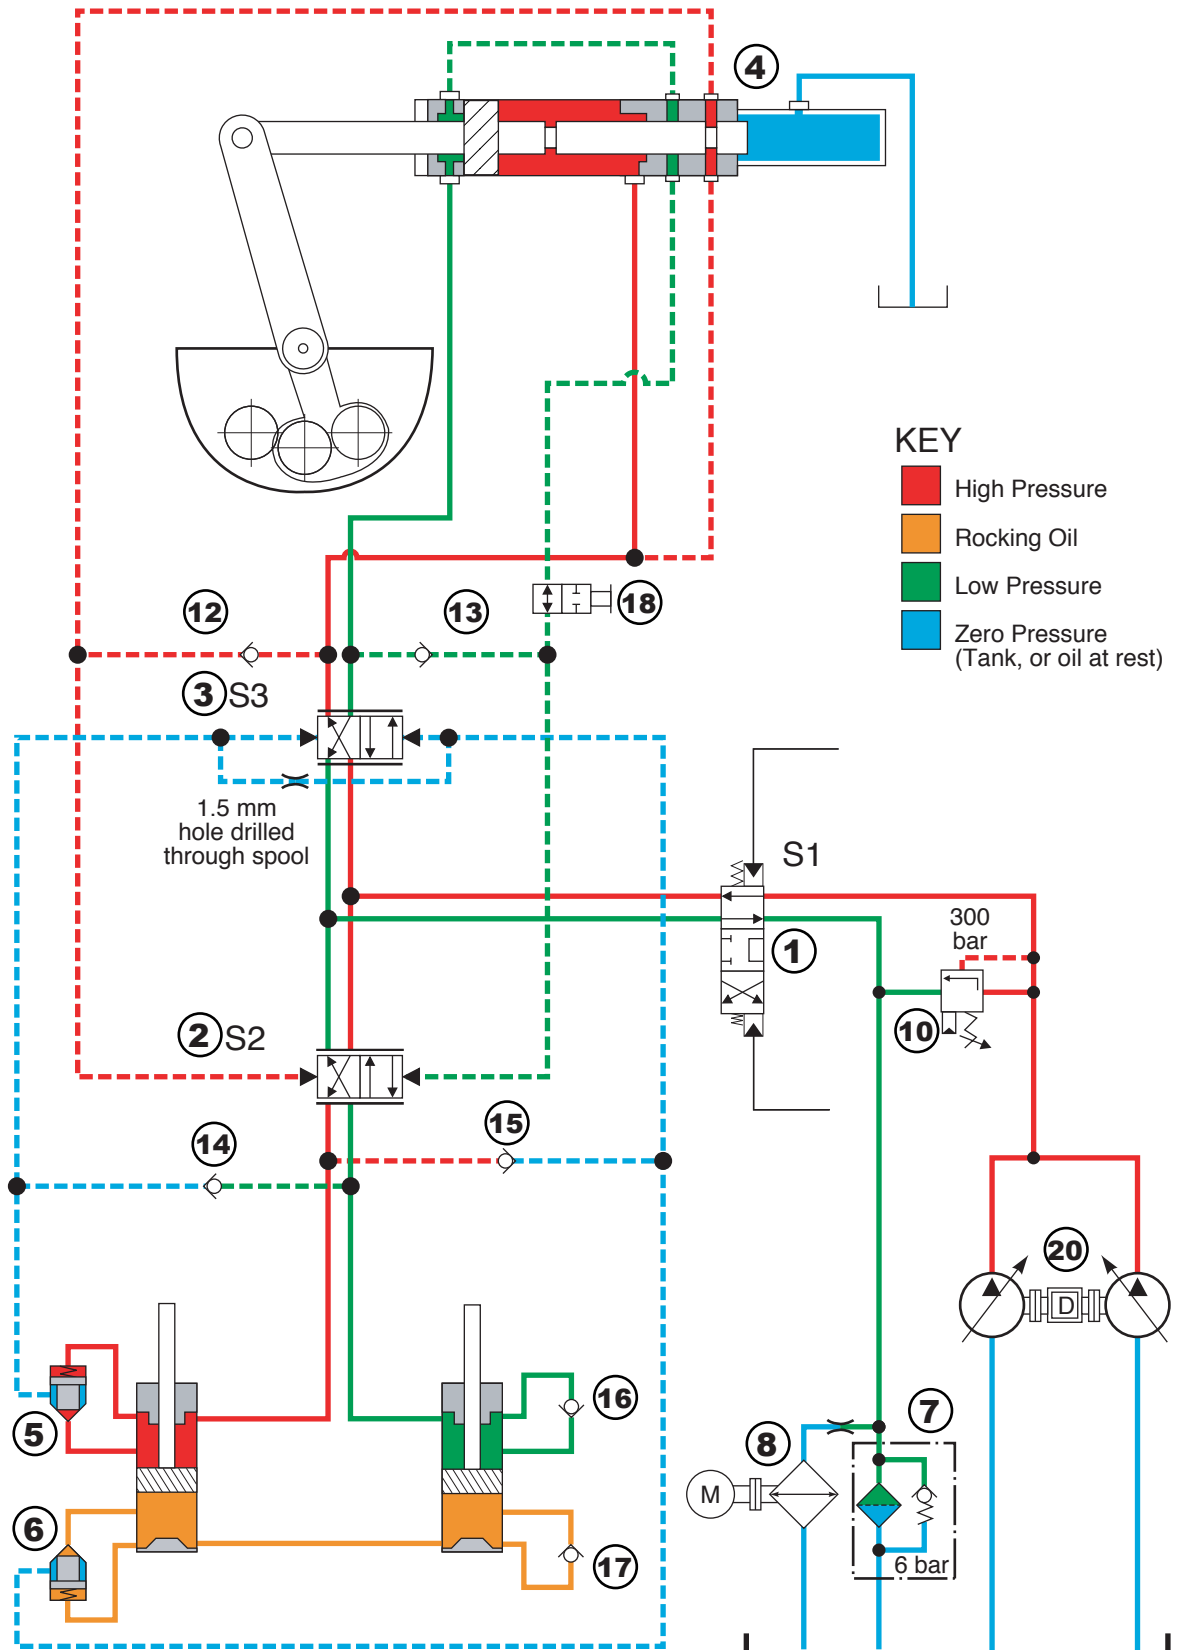 4
KEY
High Pressure
Rocking Oil
Low Pressure
Zero Pressure
(Tank, or oil at rest)
12
13
18
3 S3
1.5 mm
hole drilled
through spool
S1
1
300
bar
10
2 S2
15
14
20
D
5
16
7
8
M
6
17
6 bar